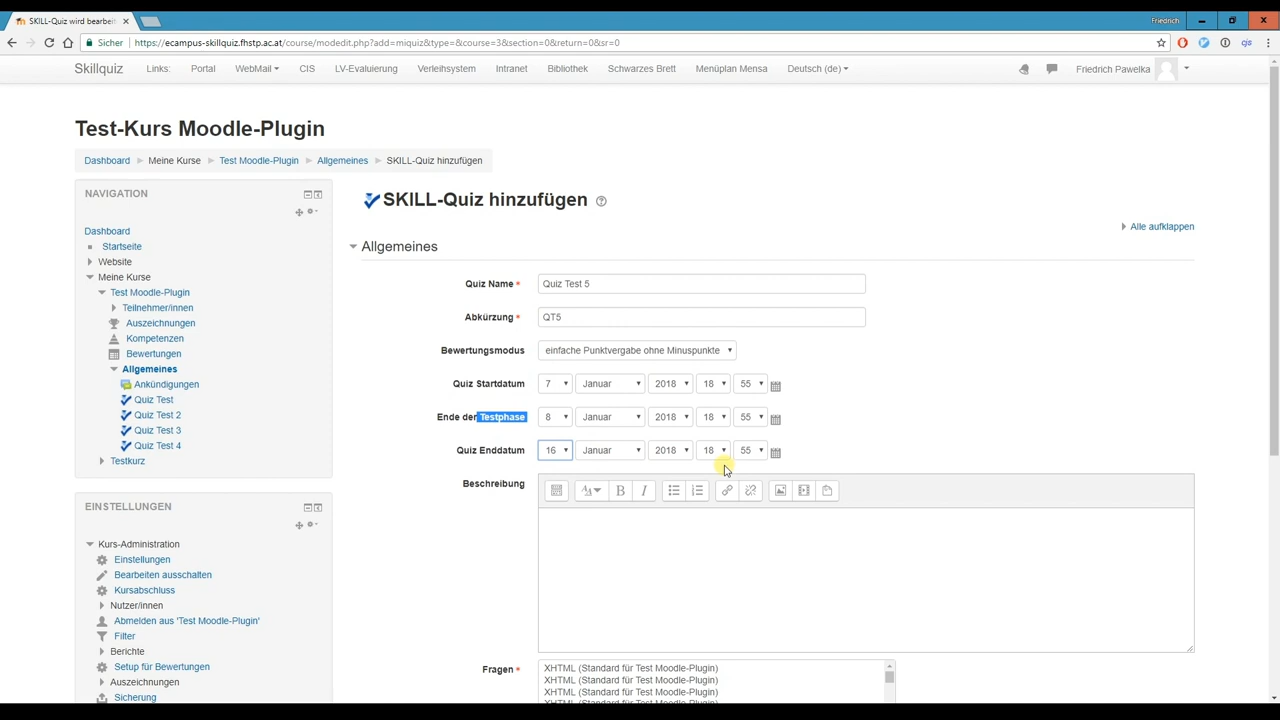 SKILL-Quiz wird bearbeit
Friedrich
Sicher
https://ecampus-skillquiz.fhstp.ac.at/course/modedit.php?add=miquiz&type=&course=3&section=0&return=0&sr=0
Skillquiz Links: Portal WebMail CIS LV-Evaluierung Verleihsystem Intranet Bibliothek Schwarzes Brett Menüplan Mensa Deutsch (de) Friedrich Pawelka
Test-Kurs Moodle-Plugin
Dashboard Meine Kurse Test Moodle-Plugin Allgemeines SKILL-Quiz hinzufügen
NAVIGATION
Dashboard
Startseite
Website
Meine Kurse
Test Moodle-Plugin
Teilnehmer/innen
Auszeichnungen
Kompetenzen
Bewertungen
Allgemeines
Ankündigungen
Quiz Test
Quiz Test 2
Quiz Test 3
Quiz Test 4
Testkurs
EINSTELLUNGEN
Kurs-Administration
Einstellungen
Bearbeiten ausschalten
Kursabschluss
Nutzer/innen
Abmelden aus 'Test Moodle-Plugin'
Filter
Berichte
Setup für Bewertungen
Auszeichnungen
Sicherung
SKILL-Quiz hinzufügen
Alle aufklappen
Allgemeines
Quiz Name * Quiz Test 5
Abkürzung * QT5
Bewertungsmodus einfache Punktvergabe ohne Minuspunkte
Quiz Startdatum 7 Januar 2018 18 55
Ende der Testphase 8 Januar 2018 18 55
Quiz Enddatum 16 Januar 2018 18 55
Beschreibung
B I
Fragen *
XHTML (Standard für Test Moodle-Plugin)
XHTML (Standard für Test Moodle-Plugin)
XHTML (Standard für Test Moodle-Plugin)
XHTML (Standard für Test Moodle-Plugin)